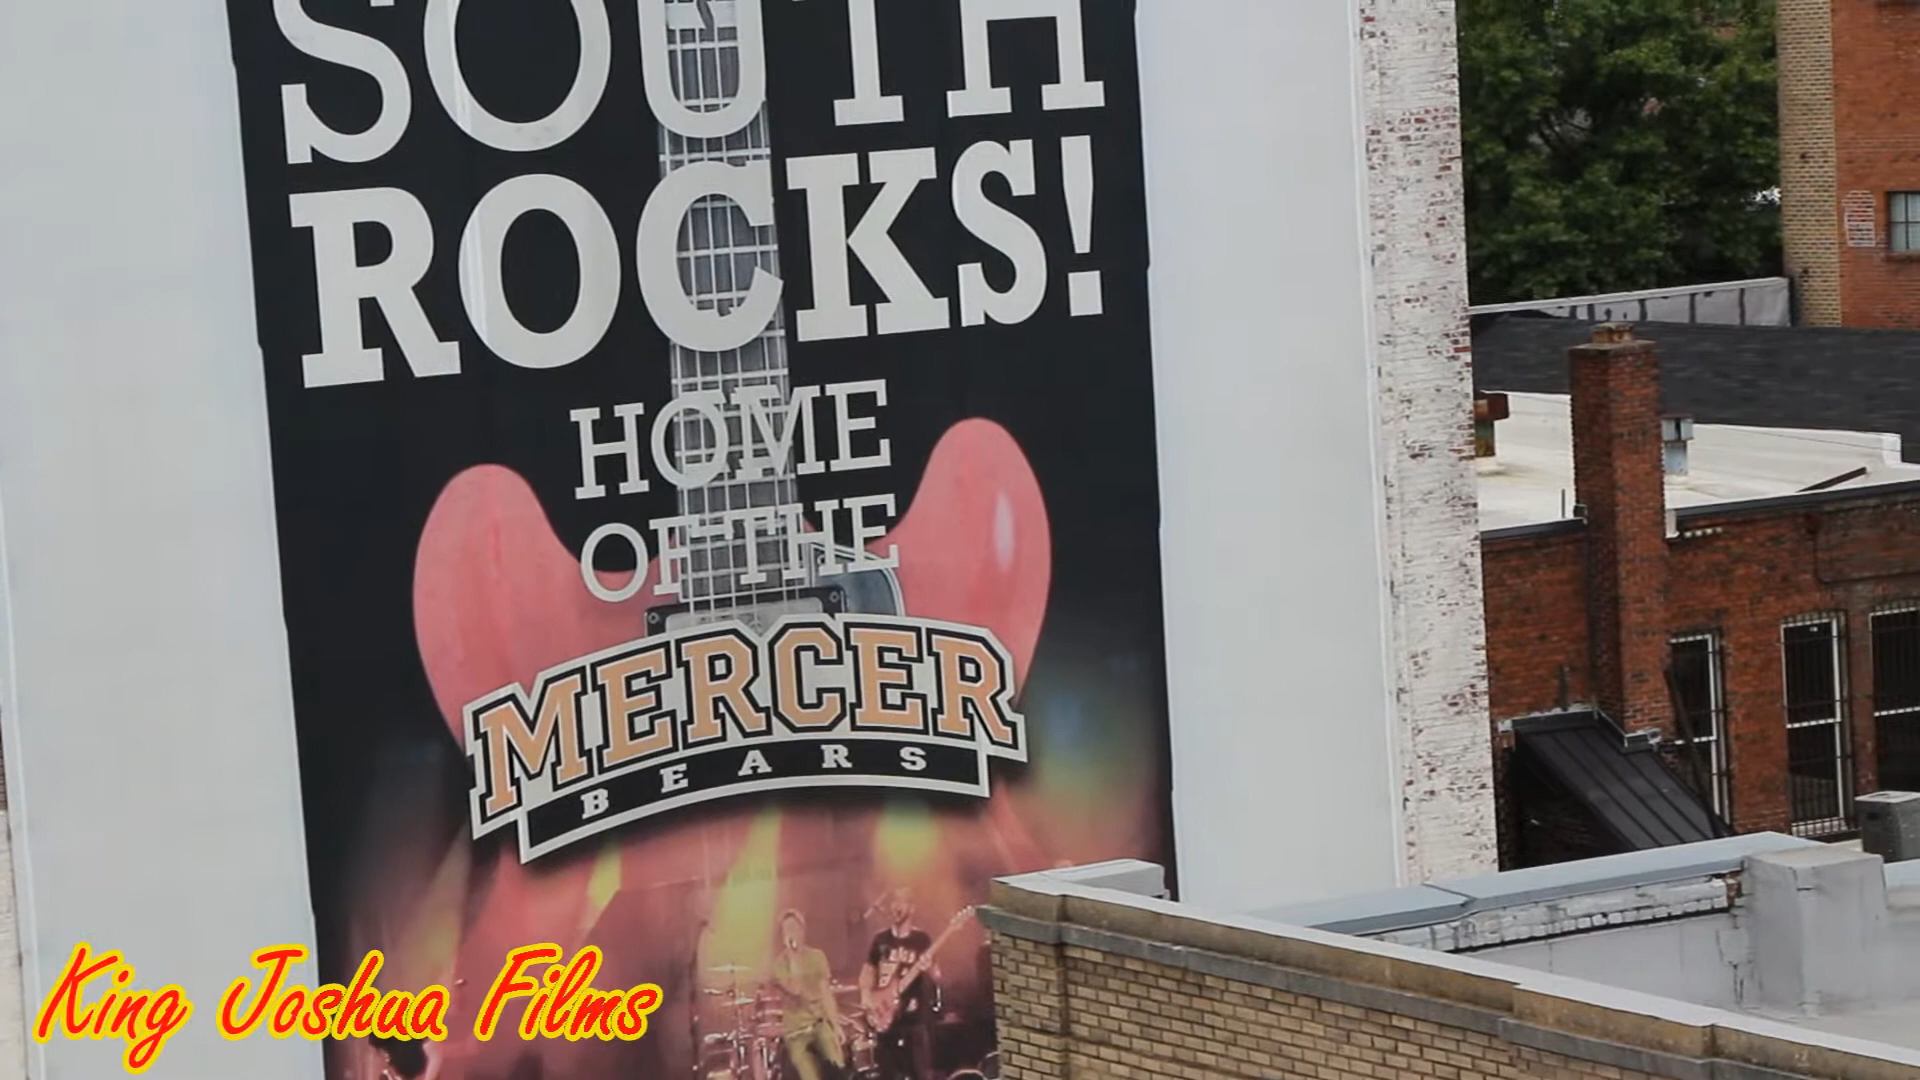 SOUTH
ROCKS!
HOME
OF THE
MERCER
BEARS
King Joshua Films